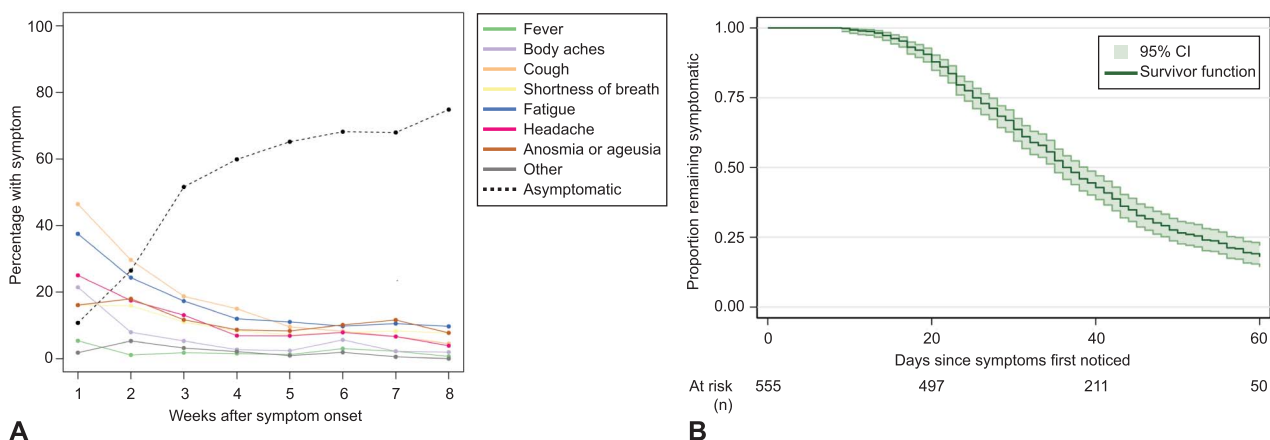 100
80
60
40
20
0
Percentage with symptom
1 2 3 4 5 6 7 8
Weeks after symptom onset
Fever
Body aches
Cough
Shortness of breath
Fatigue
Headache
Anosmia or ageusia
Other
Asymptomatic
A
1.00
0.75
0.50
0.25
0.00
Proportion remaining symptomatic
95% CI
Survivor function
0 20 40 60
Days since symptoms first noticed
At risk 555 497 211 50
(n)
B